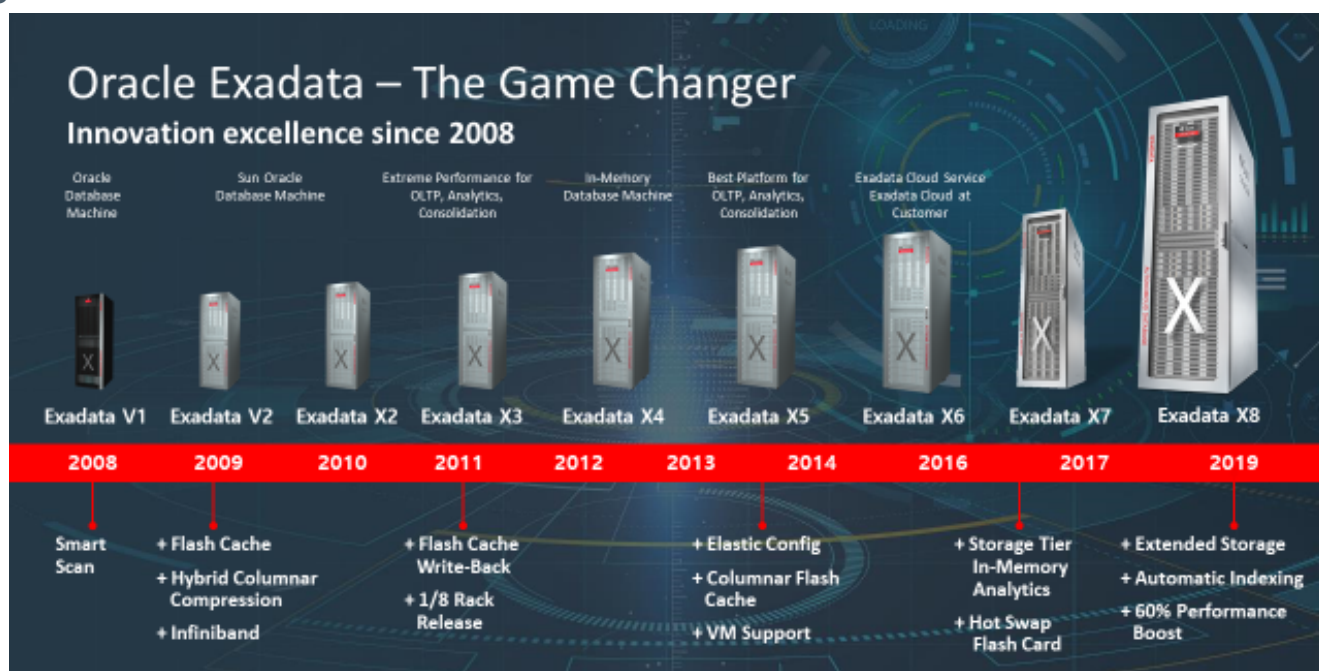 LOADING
Oracle Exadata – The Game Changer
Innovation excellence since 2008
Oracle
Database
Machine
Sun Oracle
Database Machine
Extreme Performance for
OLTP, Analytics,
Consolidation
In-Memory
Database Machine
Best Platform for
OLTP, Analytics,
Consolidation
Exadata Cloud Service
Exadata Cloud at
Customer
X
X
X
X
X
X
X
X
X
Exadata V1
Exadata V2
Exadata X2
Exadata X3
Exadata X4
Exadata X5
Exadata X6
Exadata X7
Exadata X8
2008
2009
2010
2011
2012
2013
2014
2016
2017
2019
Smart
Scan
+ Flash Cache
+ Hybrid Columnar
Compression
+ Infiniband
+ Flash Cache
Write-Back
+ 1/8 Rack
Release
+ Elastic Config
+ Columnar Flash
Cache
+ VM Support
+ Storage Tier
In-Memory
Analytics
+ Hot Swap
Flash Card
+ Extended Storage
+ Automatic Indexing
+ 60% Performance
Boost